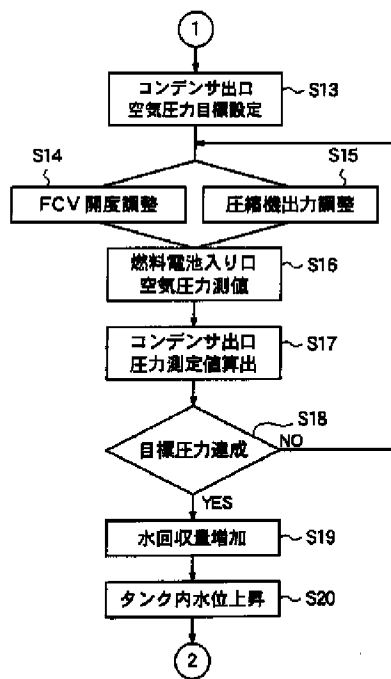 1
コンデンサ出口
空気圧力目標設定
S13
S14
S15
FCV開度調整
圧縮機出力調整
燃料電池入り口
空気圧力測値
S16
コンデンサ出口
圧力測定値算出
S17
目標圧力達成
S18
NO
YES
水回収量増加
S19
タンク内水位上昇
S20
2